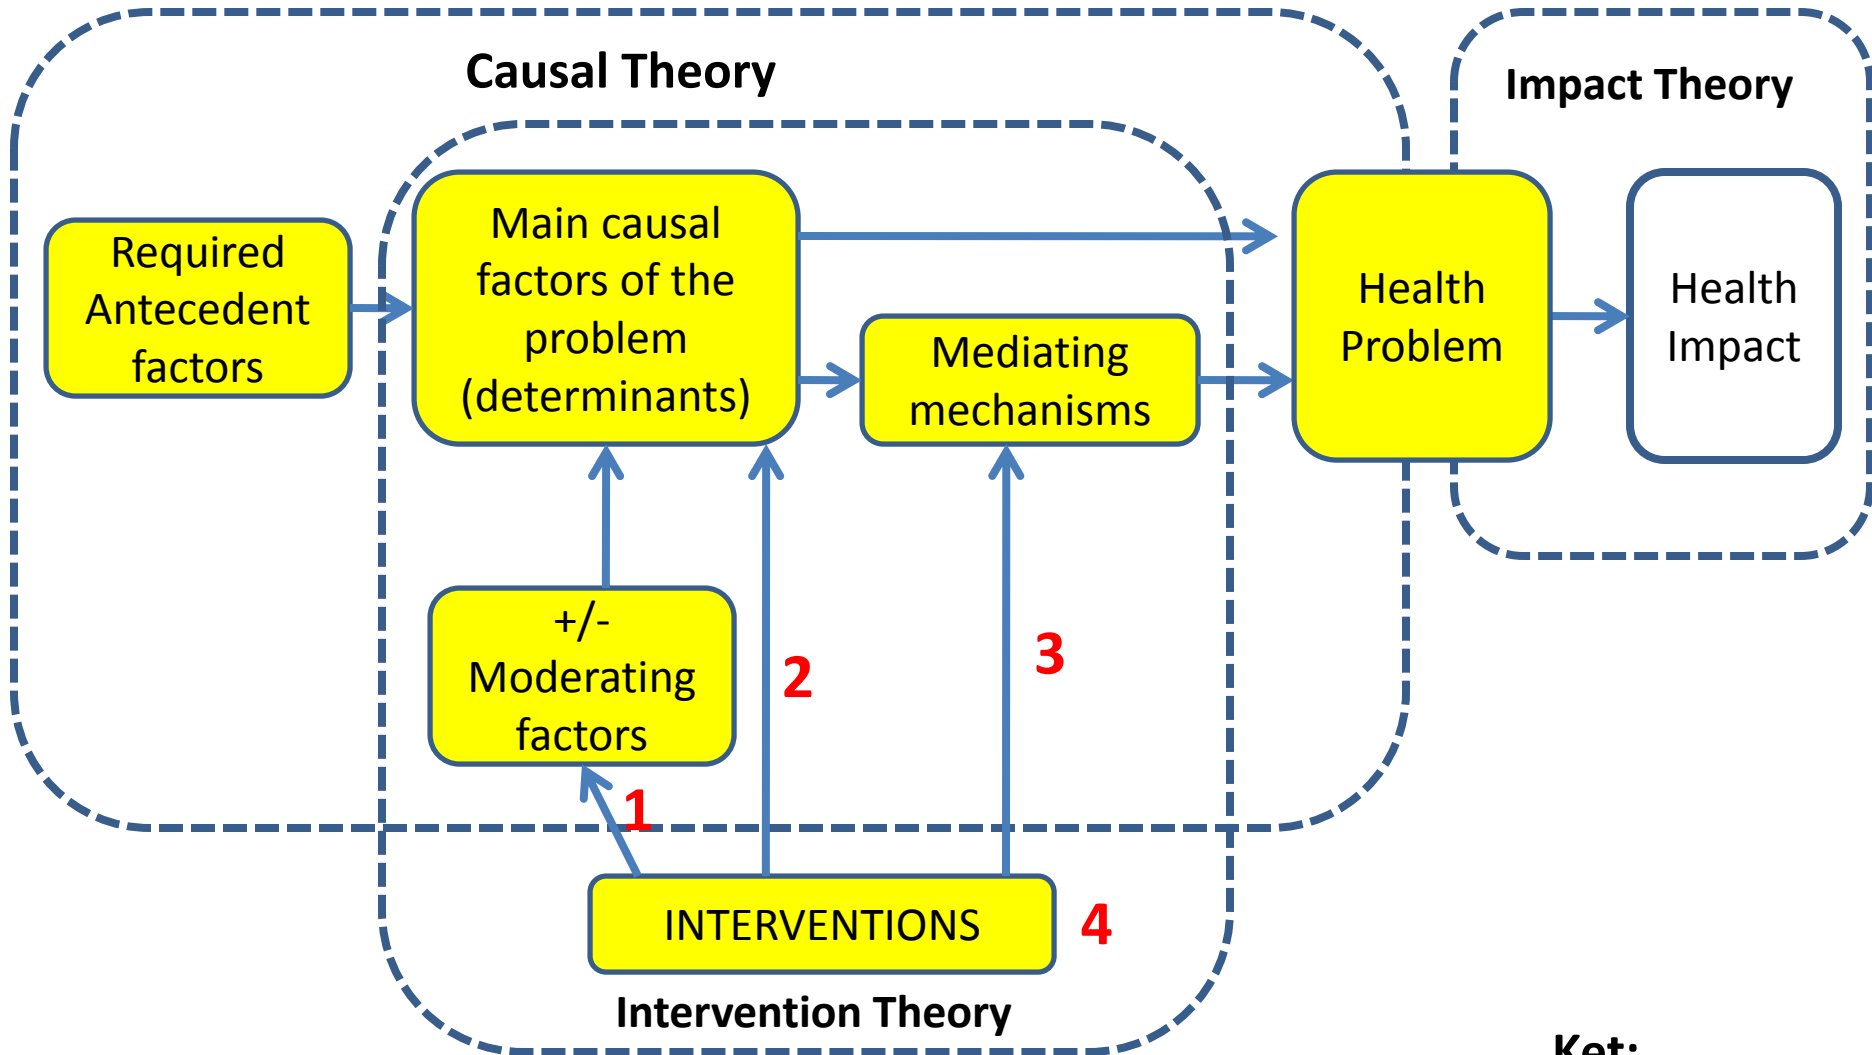 Causal Theory
Impact Theory
Required
Antecedent
factors
Main causal
factors of the
problem
(determinants)
Mediating
mechanisms
Health
Problem
Health
Impact
+/-
Moderating
factors
1
2
3
INTERVENTIONS
4
Intervention Theory
Ket: